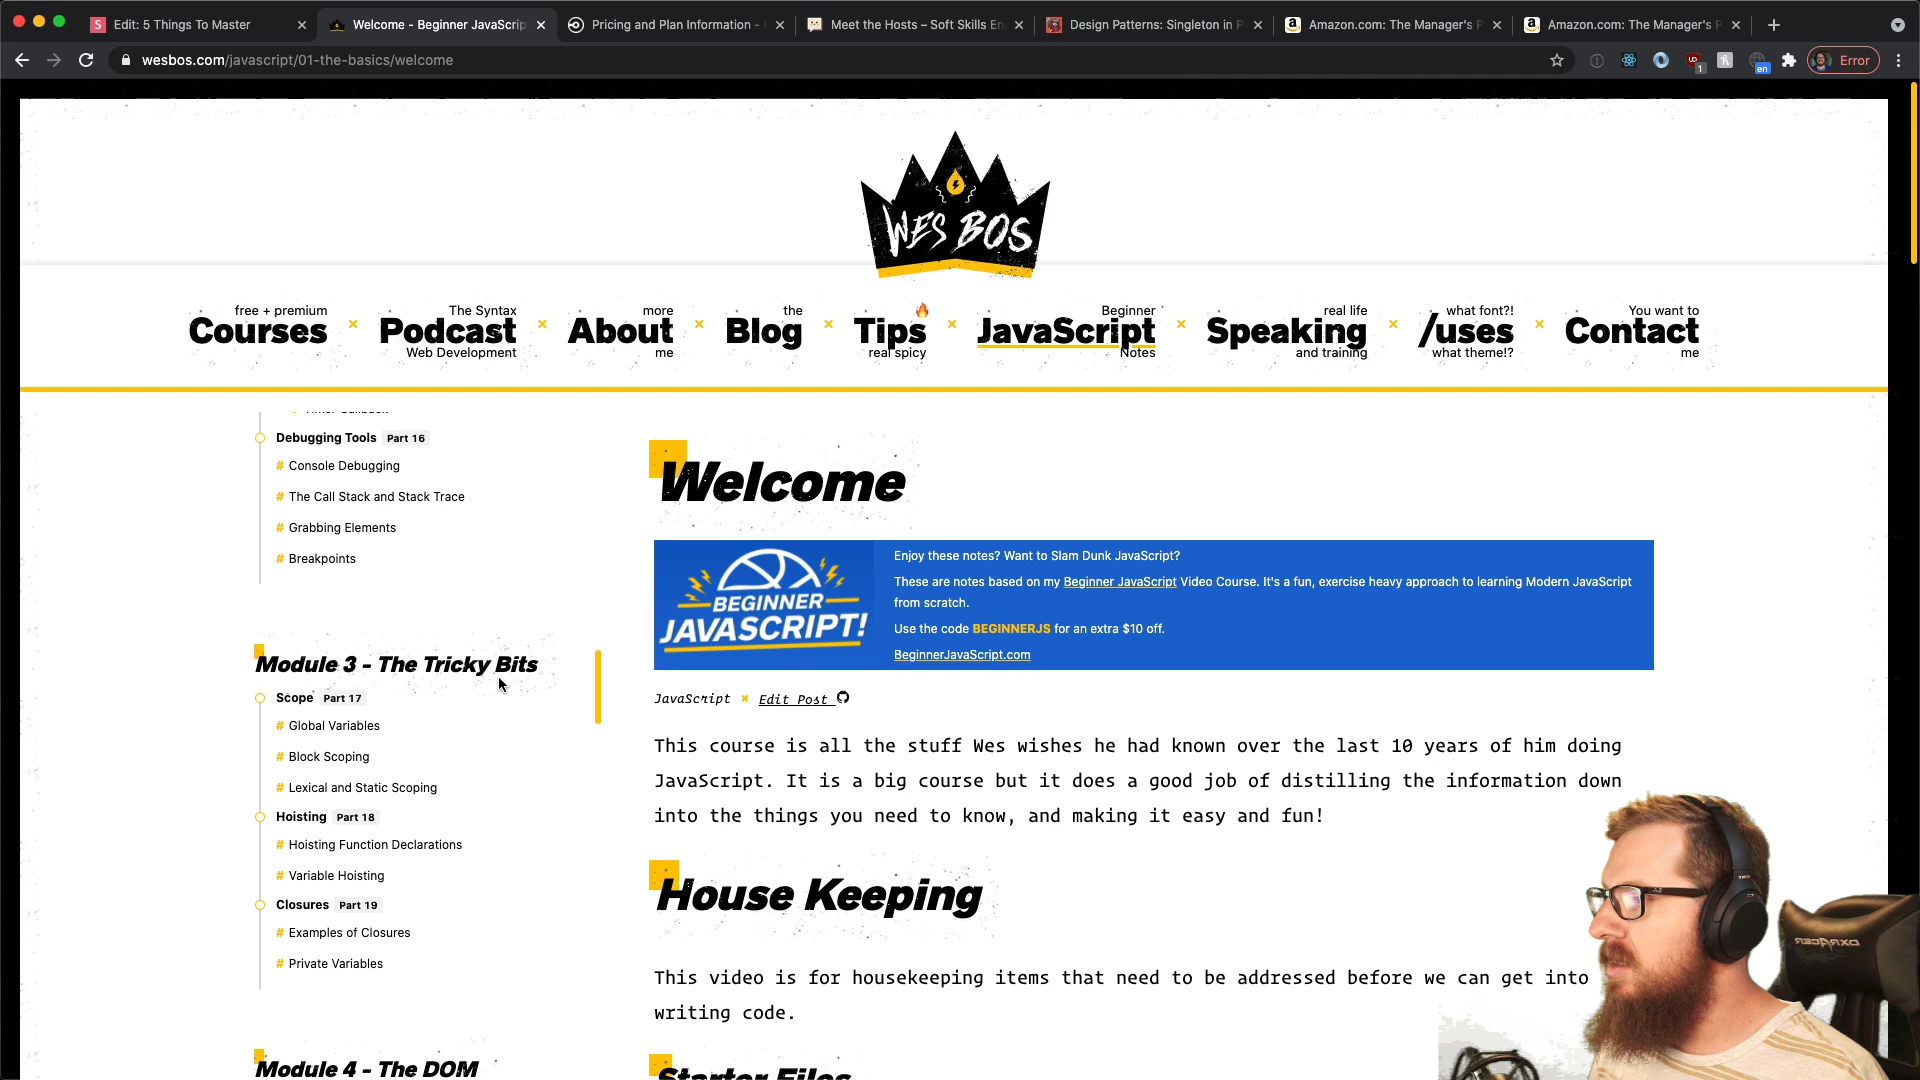 Edit: 5 Things To Master
Welcome - Beginner JavaScrip
Pricing and Plan Information -
Meet the Hosts – Soft Skills En
Design Patterns: Singleton in P
Amazon.com: The Manager's P
Amazon.com: The Manager's P
wesbos.com/javascript/01-the-basics/welcome
1
en
Error
WES BOS
free + premium
Courses
The Syntax
Podcast
Web Development
more
About
me
the
Blog
Tips
real spicy
Beginner
JavaScript
Notes
real life
Speaking
and training
what font?!
/uses
what theme!?
You want to
Contact
me
Debugging Tools Part 16
# Console Debugging
# The Call Stack and Stack Trace
# Grabbing Elements
# Breakpoints
Module 3 - The Tricky Bits
Scope Part 17
# Global Variables
# Block Scoping
# Lexical and Static Scoping
Hoisting Part 18
# Hoisting Function Declarations
# Variable Hoisting
Closures Part 19
# Examples of Closures
# Private Variables
Module 4 - The DOM
Welcome
BEGINNER
JAVASCRIPT!
Enjoy these notes? Want to Slam Dunk JavaScript?
These are notes based on my Beginner JavaScript Video Course. It's a fun, exercise heavy approach to learning Modern JavaScript
from scratch.
Use the code BEGINNERJS for an extra $10 off.
BeginnerJavaScript.com
JavaScript × Edit Post
This course is all the stuff Wes wishes he had known over the last 10 years of him doing
JavaScript. It is a big course but it does a good job of distilling the information down
into the things you need to know, and making it easy and fun!
House Keeping
This video is for housekeeping items that need to be addressed before we can get into
writing code.
Starter Files